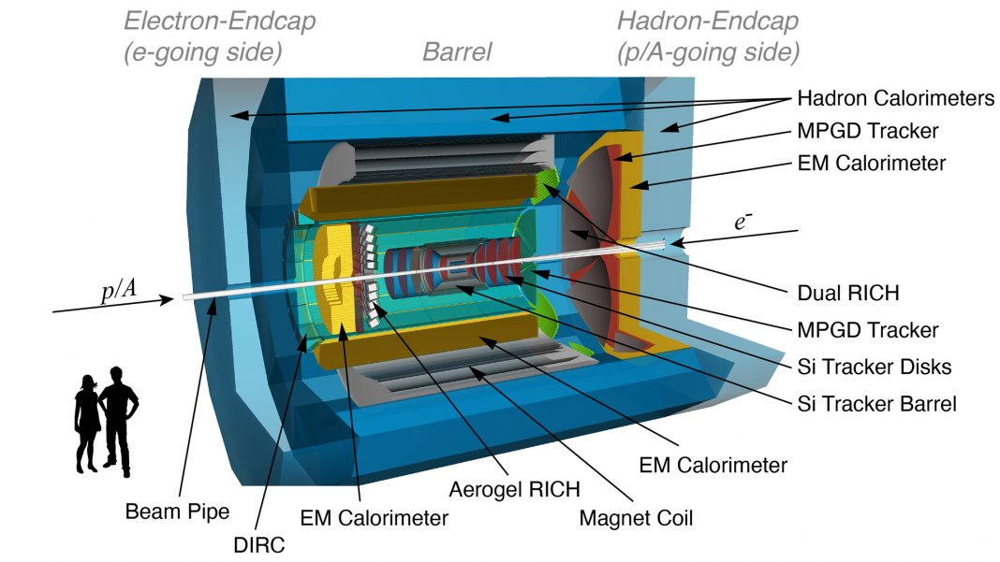 Electron-Endcap
(e-going side)
Barrel
Hadron-Endcap
(p/A-going side)
Hadron Calorimeters
MPGD Tracker
EM Calorimeter
e-
p/A
Dual RICH
MPGD Tracker
Si Tracker Disks
Si Tracker Barrel
EM Calorimeter
Aerogel RICH
Magnet Coil
Beam Pipe
EM Calorimeter
DIRC